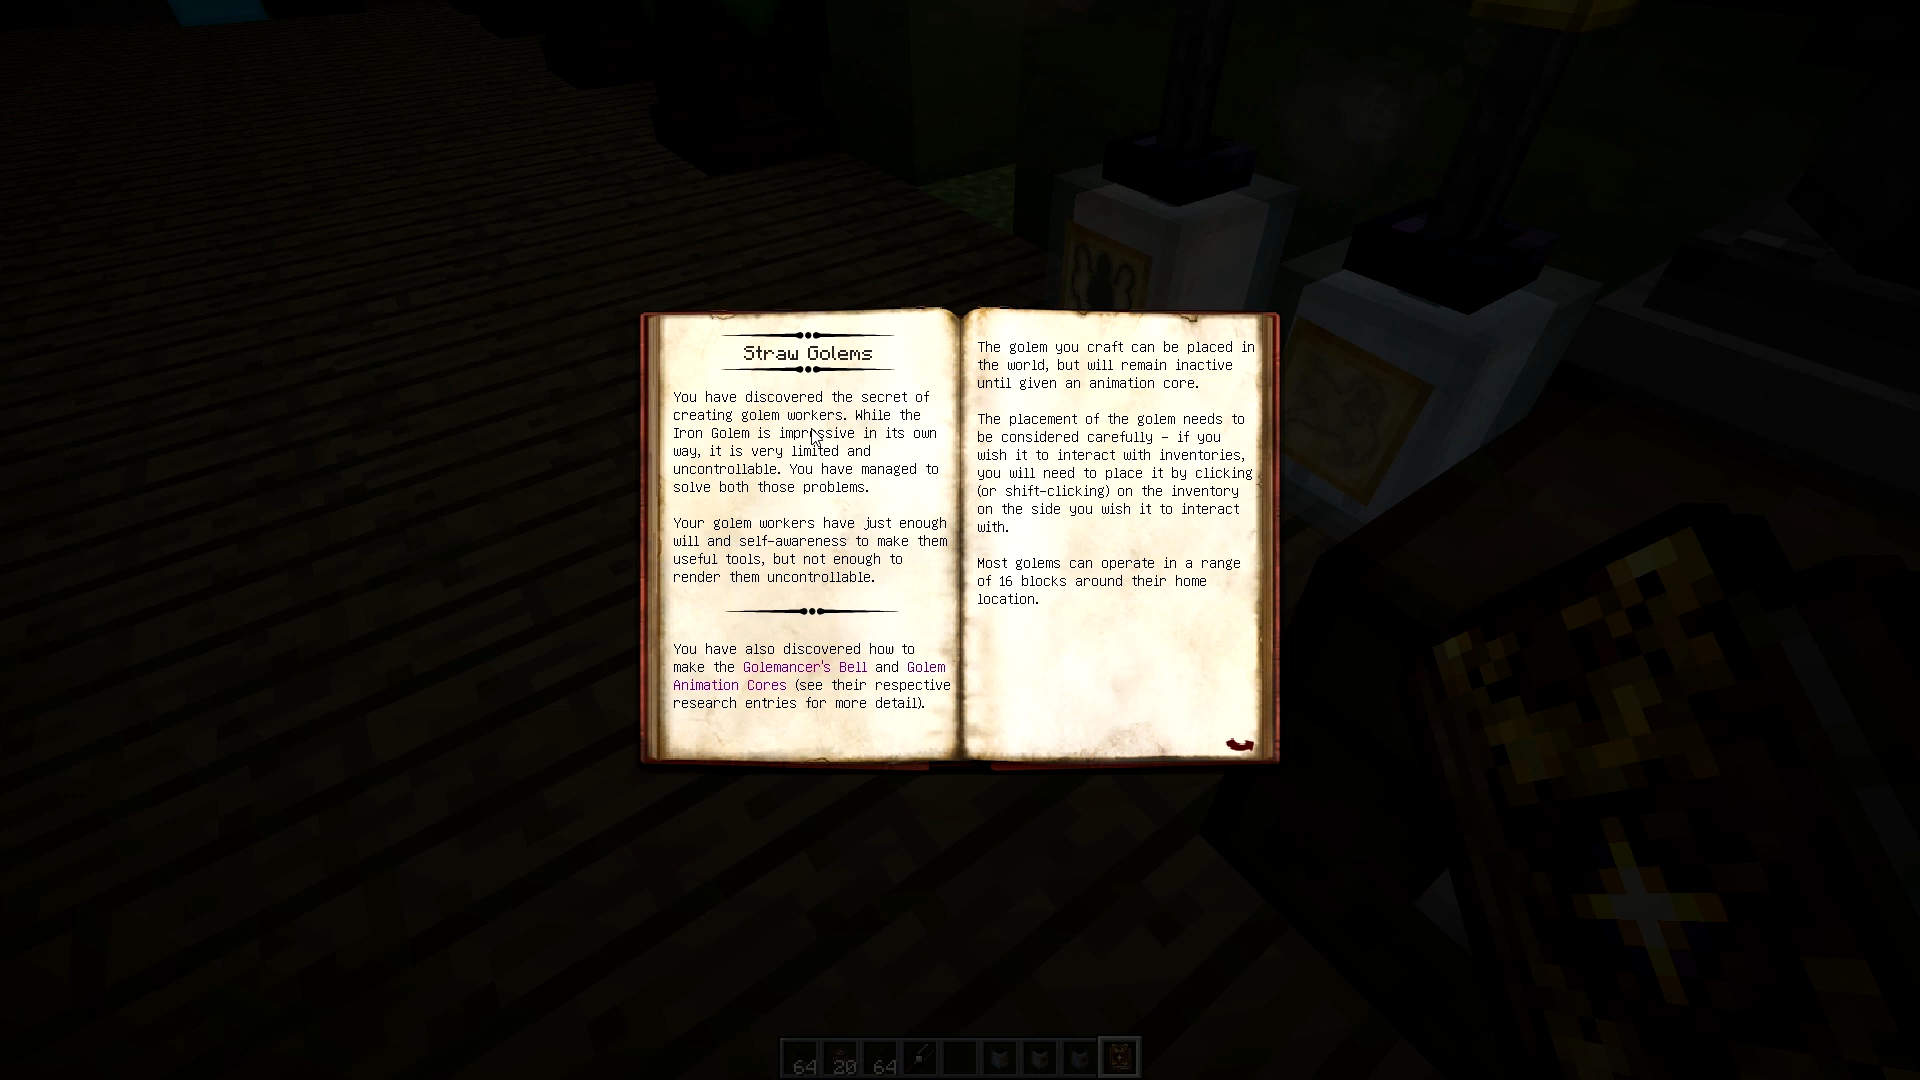 Straw Golems
You have discovered the secret of
creating golem workers. While the
Iron Golem is impressive in its own
way, it is very limited and
uncontrollable. You have managed to
solve both those problems.
Your golem workers have just enough
will and self-awareness to make them
useful tools, but not enough to
render them uncontrollable.
You have also discovered how to
make the Golemancer's Bell and Golem
Animation Cores (see their respective
research entries for more detail).
The golem you craft can be placed in
the world, but will remain inactive
until given an animation core.
The placement of the golem needs to
be considered carefully - if you
wish it to interact with inventories,
you will need to place it by clicking
(or shift-clicking) on the inventory
on the side you wish it to interact
with.
Most golems can operate in a range
of 16 blocks around their home
location.
64 20 64